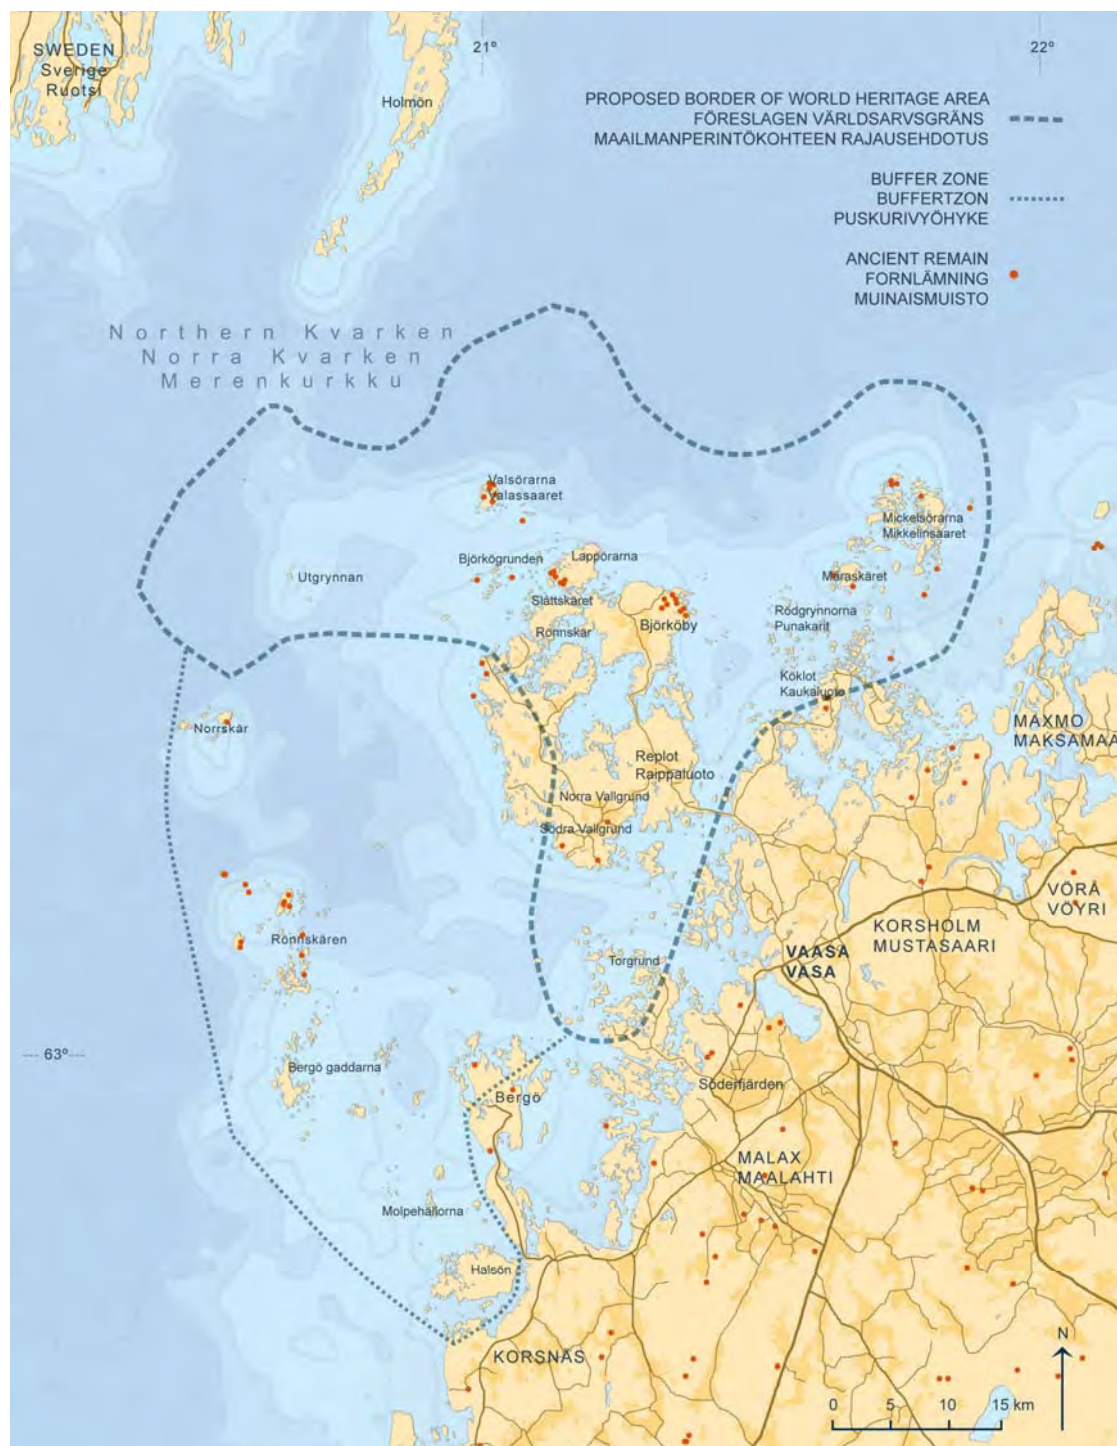 SWEDEN
Sverige
Ruotsi
21°
22°
Holmön
PROPOSED BORDER OF WORLD HERITAGE AREA
FÖRESLAGEN VÄRLDSARVSGRÄNS
MAAILMANPERINTÖKOHTEEN RAJAUSEHDOTUS
BUFFER ZONE
BUFFERTZON
PUSKURIVYÖHYKE
ANCIENT REMAIN
FORNLÄMNING
MUINAISMUISTO
Northern Kvarken
Norra Kvarken
Merenkurkku
Valsörarna
Valassaaret
Mickelsörarna
Mikkelinsaaret
Björkögrunden
Lappörarna
Utgrynnan
Moraskäret
Slåttskäret
Rönnskär
Björköby
Rödgrynnorna
Punakarit
Köklot
Kaukaluoto
Norrskär
MAXMO
MAKSAMAA
Replot
Raippaluoto
Norra Vallgrund
Södra Vallgrund
VÖRÅ
VÖYRI
KORSHOLM
MUSTASAARI
Rönnskären
Torgrund
VAASA
VASA
63°
Bergö gaddarna
Bergö
Söderfjärden
MALAX
MAALAHTI
Molpehällorna
Halsön
KORSNÄS
N
0 5 10 15 km